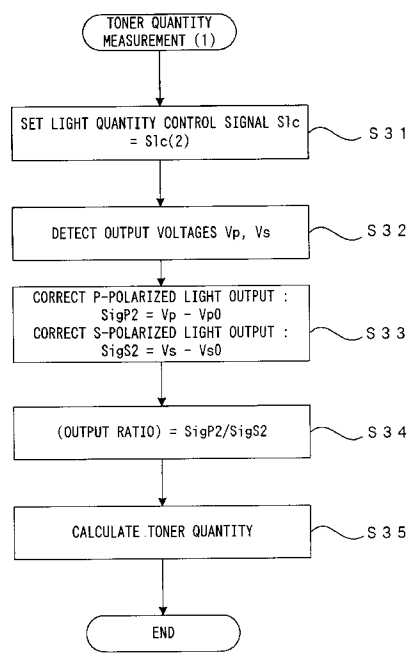 TONER QUANTITY
MEASUREMENT (1)
SET LIGHT QUANTITY CONTROL SIGNAL Slc
= Slc(2)
S31
DETECT OUTPUT VOLTAGES Vp, Vs
S32
CORRECT P-POLARIZED LIGHT OUTPUT :
SigP2 = Vp - Vp0
CORRECT S-POLARIZED LIGHT OUTPUT :
SigS2 = Vs - Vs0
S33
(OUTPUT RATIO) = SigP2/SigS2
S34
CALCULATE TONER QUANTITY
S35
END